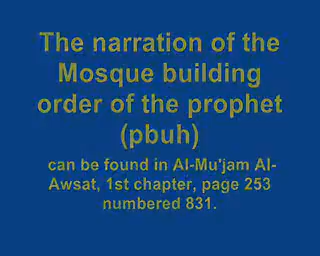 The narration of the
Mosque building
order of the prophet
(pbuh)
can be found in Al-Mu'jam Al-
Awsat, 1st chapter, page 253
numbered 831.